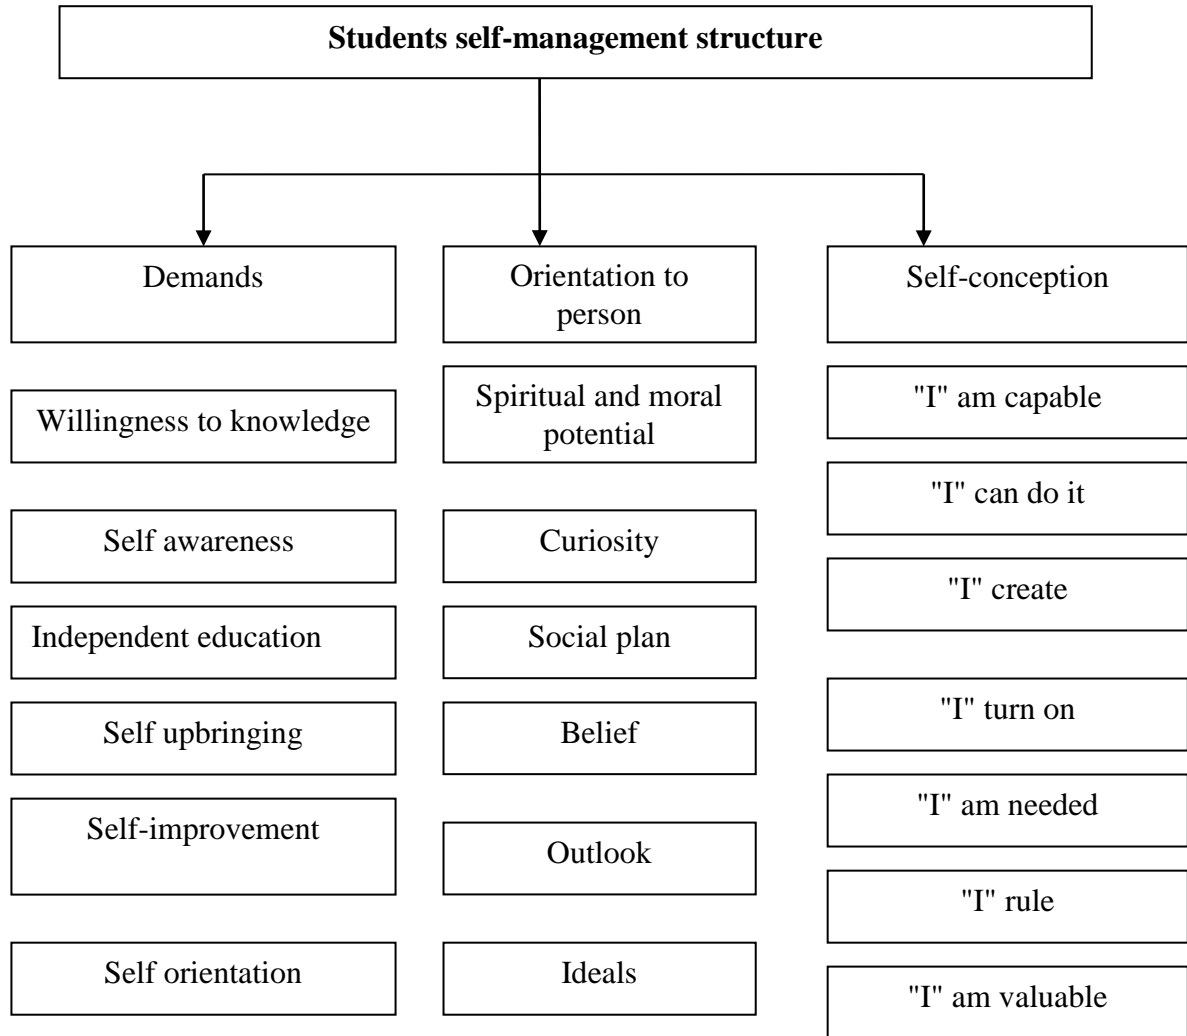 Students self-management structure
Demands
Willingness to knowledge
Self awareness
Independent education
Self upbringing
Self-improvement
Self orientation
Orientation to
person
Spiritual and moral
potential
Curiosity
Social plan
Belief
Outlook
Ideals
Self-conception
"I" am capable
"I" can do it
"I" create
"I" turn on
"I" am needed
"I" rule
"I" am valuable